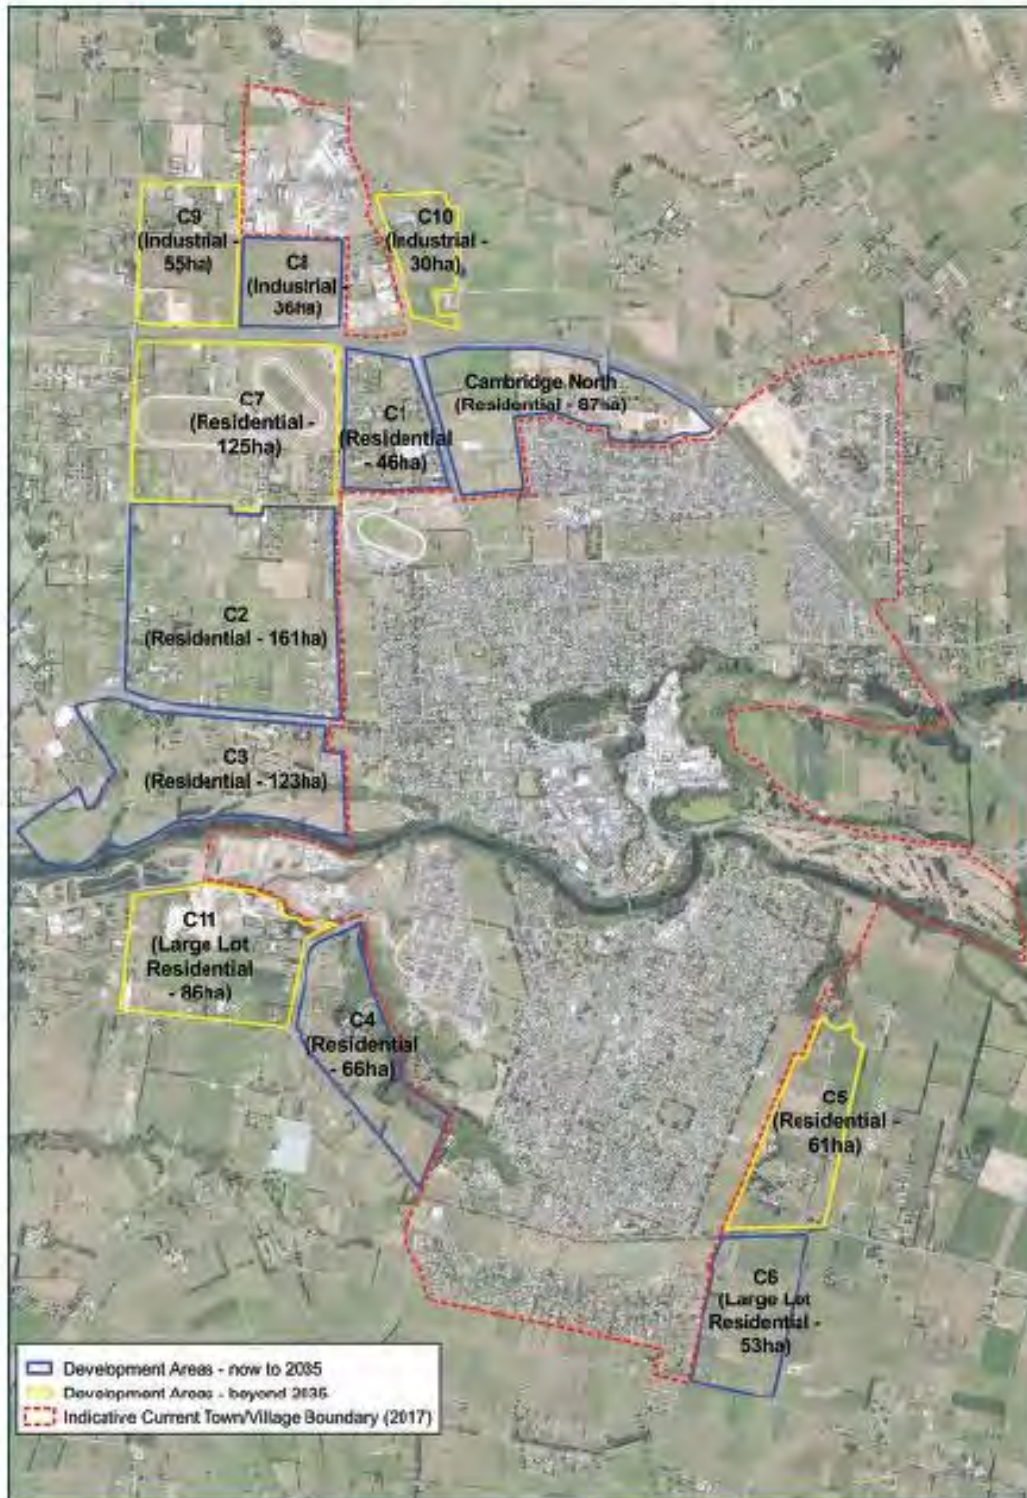 C9
(Industrial -
55ha)
C8
(Industrial -
36ha)
C10
(Industrial -
30ha)
C7
(Residential -
125ha)
C1
(Residential
- 46ha)
Cambridge North
(Residential - 87ha)
C2
(Residential - 161ha)
C3
(Residential - 123ha)
C11
(Large Lot
Residential
- 86ha)
C4
(Residential
- 66ha)
C5
(Residential -
61ha)
C6
(Large Lot
Residential -
53ha)
Development Areas - now to 2035
Development Areas - beyond 2035
Indicative Current Town/Village Boundary (2017)